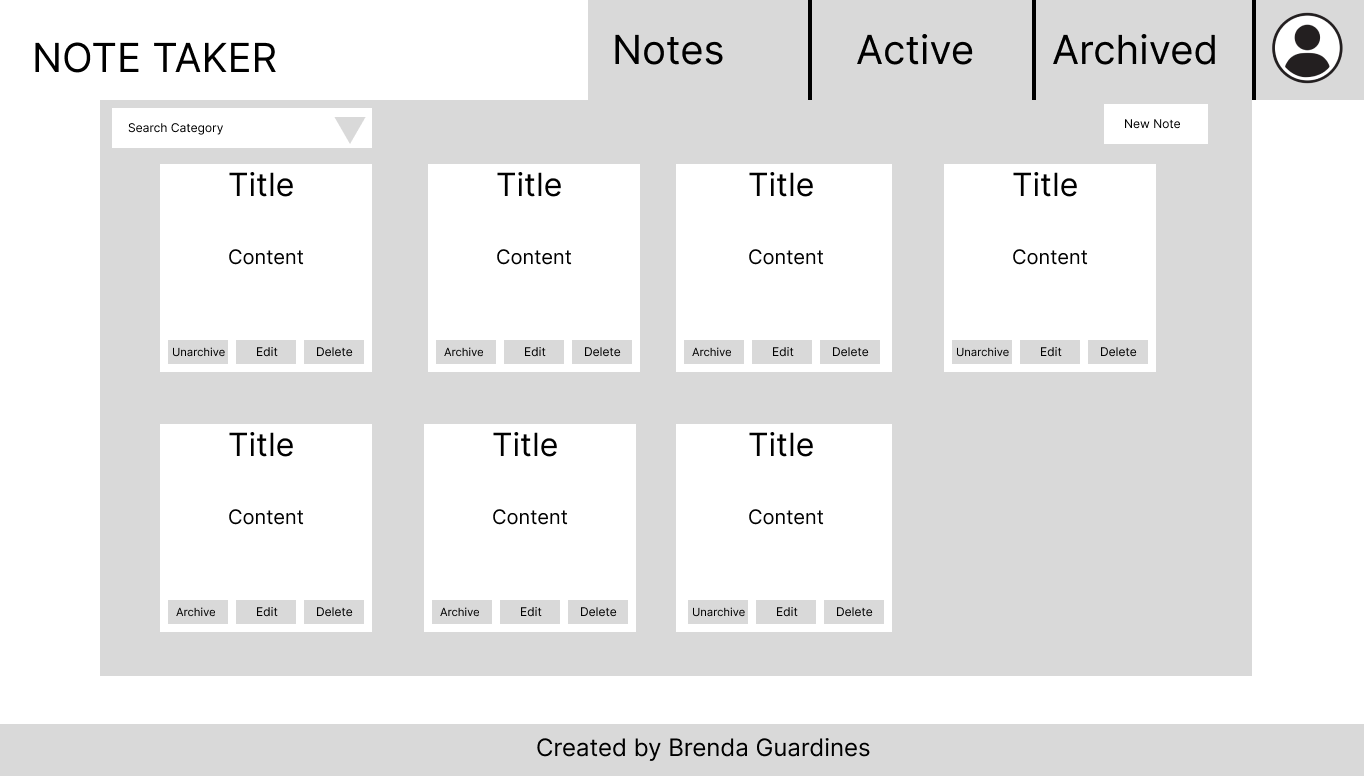 NOTE TAKER
Notes
Active
Archived
Search Category
New Note
Title
Content
Unarchive
Edit
Delete
Title
Content
Archive
Edit
Delete
Title
Content
Archive
Edit
Delete
Title
Content
Unarchive
Edit
Delete
Title
Content
Archive
Edit
Delete
Title
Content
Archive
Edit
Delete
Title
Content
Unarchive
Edit
Delete
Created by Brenda Guardines